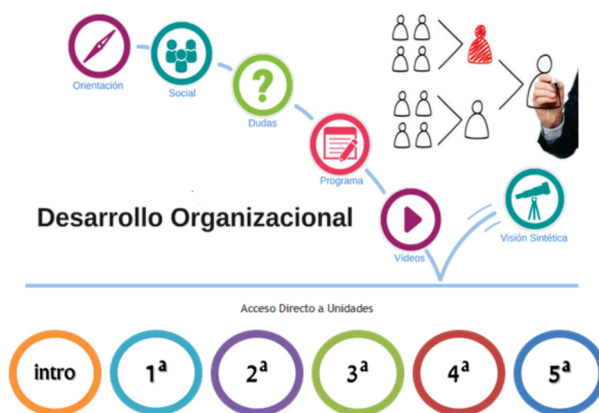 Orientación
Social
Dudas
Programa
Desarrollo Organizacional
Vídeos
Visión Sintética
Acceso Directo a Unidades
intro
1ª
2ª
3ª
4ª
5ª